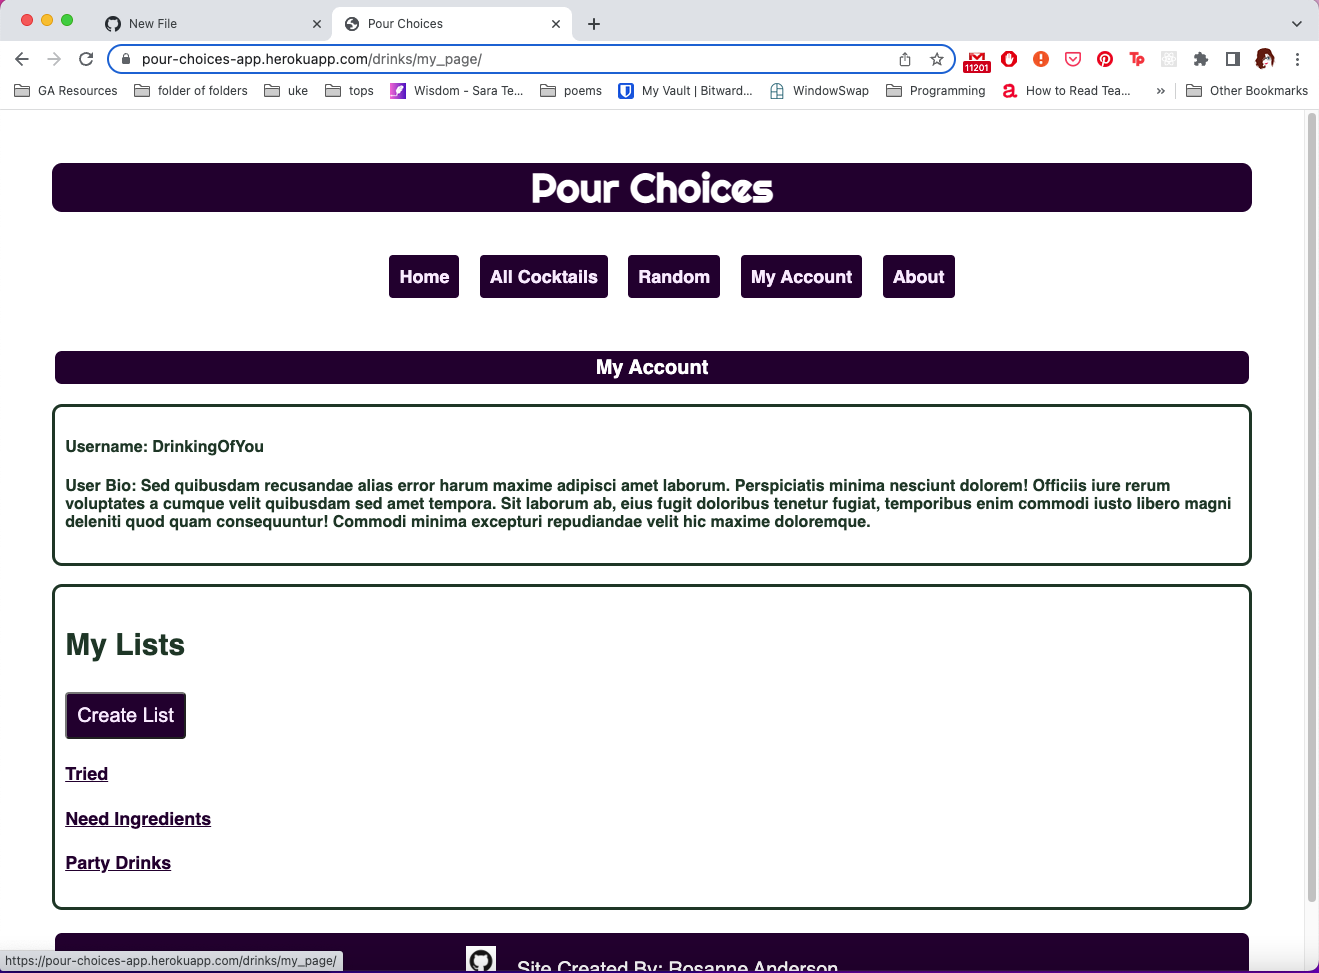 New File
Pour Choices
pour-choices-app.herokuapp.com/drinks/my_page/
11201
Tp
GA Resources
folder of folders
uke
tops
Wisdom - Sara Te...
poems
My Vault | Bitward...
WindowSwap
Programming
a
How to Read Tea...
»
Other Bookmarks
Pour Choices
Home
All Cocktails
Random
My Account
About
My Account
Username: DrinkingOfYou
User Bio: Sed quibusdam recusandae alias error harum maxime adipisci amet laborum. Perspiciatis minima nesciunt dolorem! Officiis iure rerum
voluptates a cumque velit quibusdam sed amet tempora. Sit laborum ab, eius fugit doloribus tenetur fugiat, temporibus enim commodi iusto libero magni
deleniti quod quam consequuntur! Commodi minima excepturi repudiandae velit hic maxime doloremque.
My Lists
Create List
Tried
Need Ingredients
Party Drinks
https://pour-choices-app.herokuapp.com/drinks/my_page/
Site Created By: Rosanne Anderson